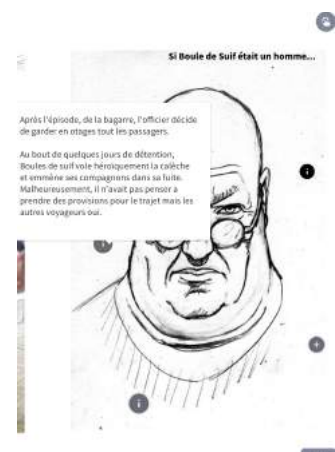 Si Boule de Suif était un homme...
Après l'épisode, de la bagarre, l'officier décide
de garder en otages tout les passagers.
Au bout de quelques jours de détention,
Boules de suif vole héroïquement la calèche
et emmène ses compagnons dans sa fuite.
Malheureusement, il n'avait pas penser a
prendre des provisions pour le trajet mais les
autres voyageurs oui.